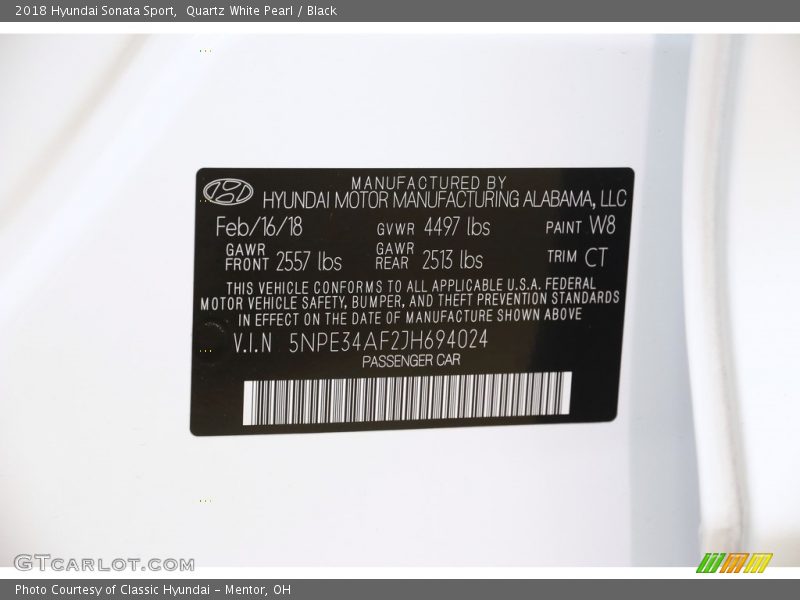 2018 Hyundai Sonata Sport,  Quartz White Pearl / Black
MANUFACTURED BY
HYUNDAI MOTOR MANUFACTURING ALABAMA, LLC
Feb/16/18 GVWR 4497 lbs PAINT W8
GAWR FRONT 2557 lbs GAWR REAR 2513 lbs TRIM CT
THIS VEHICLE CONFORMS TO ALL APPLICABLE U.S.A. FEDERAL
MOTOR VEHICLE SAFETY, BUMPER, AND THEFT PREVENTION STANDARDS
IN EFFECT ON THE DATE OF MANUFACTURE SHOWN ABOVE
V.I.N 5NPE34AF2JH694024
PASSENGER CAR
GTCARLOT.COM
Photo Courtesy of Classic Hyundai - Mentor, OH